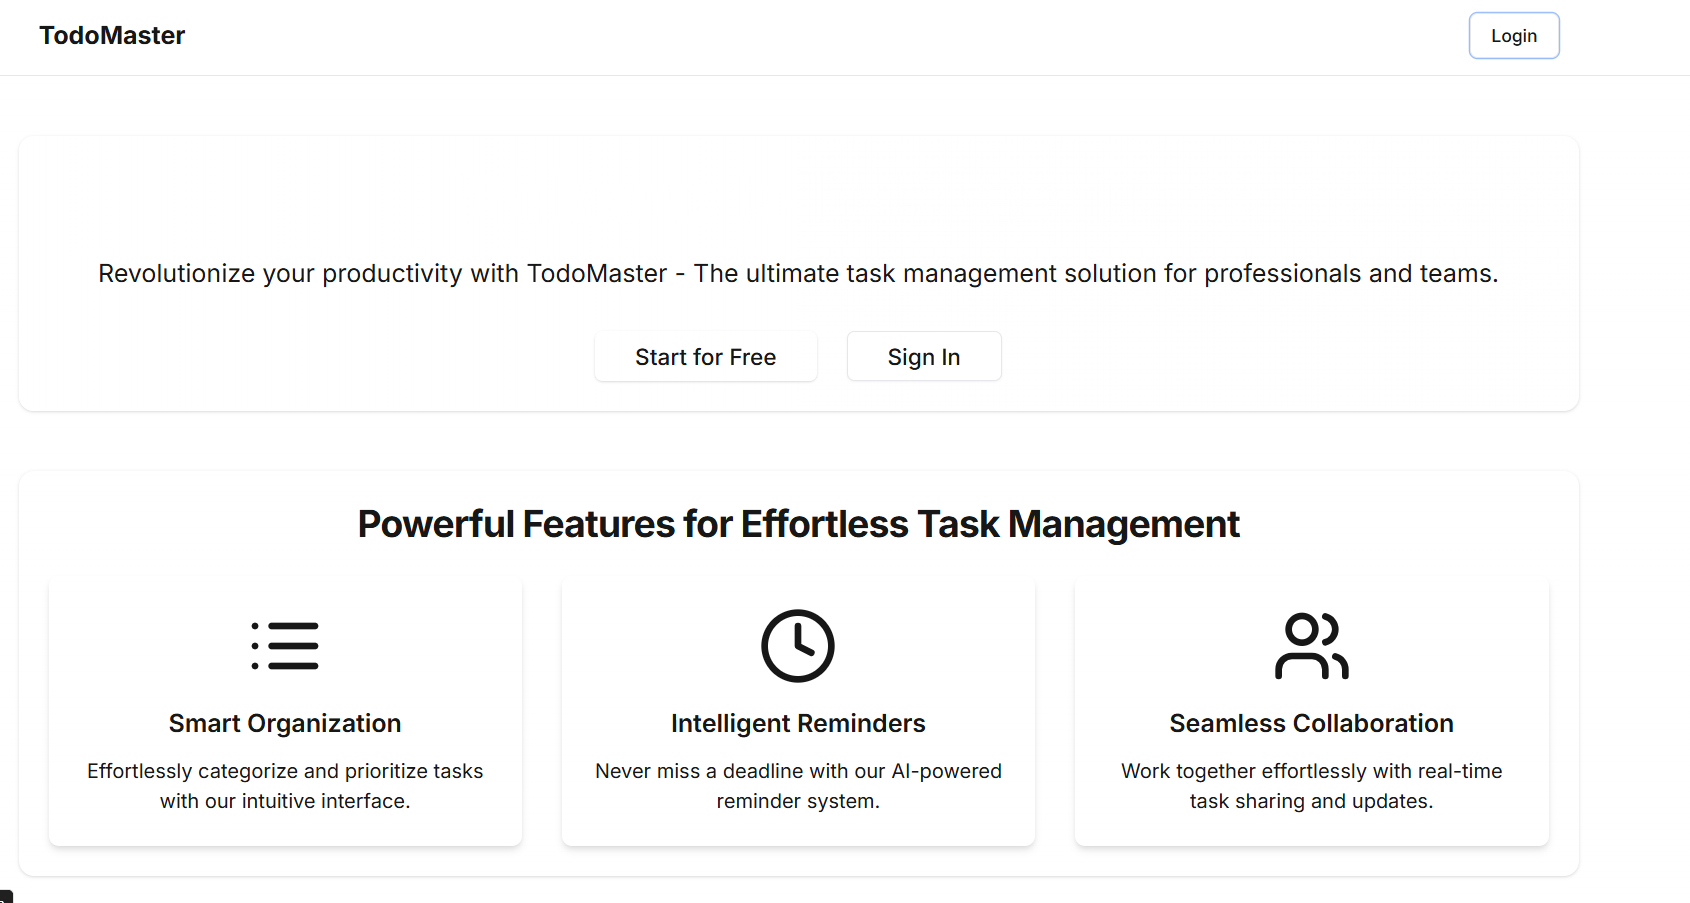 TodoMaster
Login
Revolutionize your productivity with TodoMaster - The ultimate task management solution for professionals and teams.
Start for Free
Sign In
Powerful Features for Effortless Task Management
Smart Organization
Effortlessly categorize and prioritize tasks
with our intuitive interface.
Intelligent Reminders
Never miss a deadline with our AI-powered
reminder system.
Seamless Collaboration
Work together effortlessly with real-time
task sharing and updates.